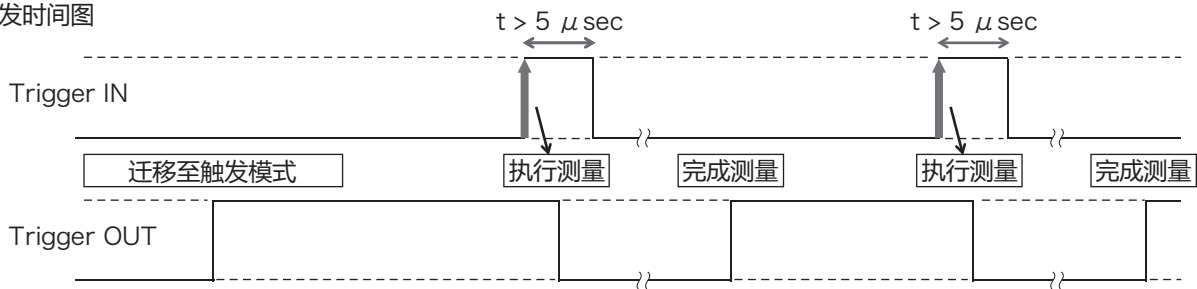 发时间图
t > 5 μsec t > 5 μsec
Trigger IN
迁移至触发模式 执行测量 完成测量 执行测量 完成测量
Trigger OUT